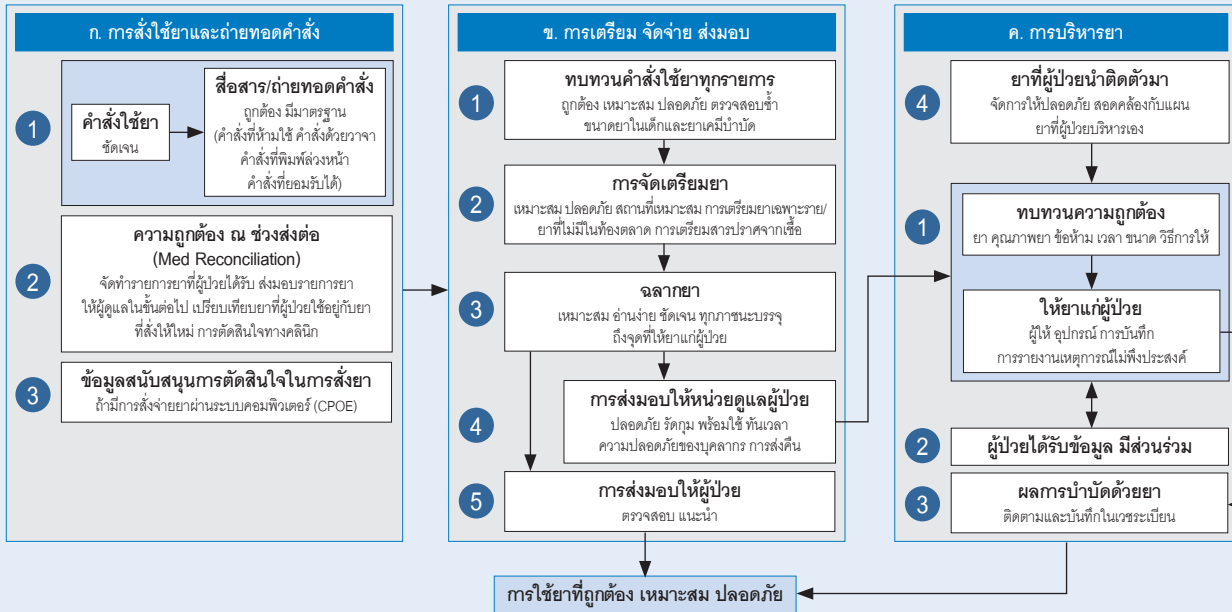 ก. การสั่งใช้ยาและถ่ายทอดคำสั่ง
1
คำสั่งใช้ยา
ชัดเจน
สื่อสาร/ถ่ายทอดคำสั่ง
ถูกต้อง มีมาตรฐาน
(คำสั่งที่ห้ามใช้ คำสั่งด้วยวาจา
คำสั่งที่พิมพ์ล่วงหน้า
คำสั่งที่ยอมรับได้)
2
ความถูกต้อง ณ ช่วงส่งต่อ
(Med Reconciliation)
จัดทำรายการยาที่ผู้ป่วยได้รับ ส่งมอบรายการยา
ให้ผู้ดูแลในขั้นต่อไป เปรียบเทียบยาที่ผู้ป่วยใช้อยู่กับยา
ที่สั่งให้ใหม่ การตัดสินใจทางคลินิก
3
ข้อมูลสนับสนุนการตัดสินใจในการสั่งยา
ถ้ามีการสั่งจ่ายยาผ่านระบบคอมพิวเตอร์ (CPOE)
ข. การเตรียม จัดจ่าย ส่งมอบ
1
ทบทวนคำสั่งใช้ยาทุกรายการ
ถูกต้อง เหมาะสม ปลอดภัย ตรวจสอบซ้ำ
ขนาดยาในเด็กและยาเคมีบำบัด
2
การจัดเตรียมยา
เหมาะสม ปลอดภัย สถานที่เหมาะสม การเตรียมยาเฉพาะราย/
ยาที่ไม่มีในท้องตลาด การเตรียมสารปราศจากเชื้อ
3
ฉลากยา
เหมาะสม อ่านง่าย ชัดเจน ทุกภาชนะบรรจุ
ถึงจุดที่ให้ยาแก่ผู้ป่วย
4
การส่งมอบให้หน่วยดูแลผู้ป่วย
ปลอดภัย รัดกุม พร้อมใช้ ทันเวลา
ความปลอดภัยของบุคลากร การส่งคืน
5
การส่งมอบให้ผู้ป่วย
ตรวจสอบ แนะนำ
ค. การบริหารยา
4
ยาที่ผู้ป่วยนำติดตัวมา
จัดการให้ปลอดภัย สอดคล้องกับแผน
ยาที่ผู้ป่วยบริหารเอง
1
ทบทวนความถูกต้อง
ยา คุณภาพยา ข้อห้าม เวลา ขนาด วิธีการให้
ให้ยาแก่ผู้ป่วย
ผู้ให้ อุปกรณ์ การบันทึก
การรายงานเหตุการณ์ไม่พึงประสงค์
2
ผู้ป่วยได้รับข้อมูล มีส่วนร่วม
3
ผลการบำบัดด้วยยา
ติดตามและบันทึกในเวชระเบียน
การใช้ยาที่ถูกต้อง เหมาะสม ปลอดภัย